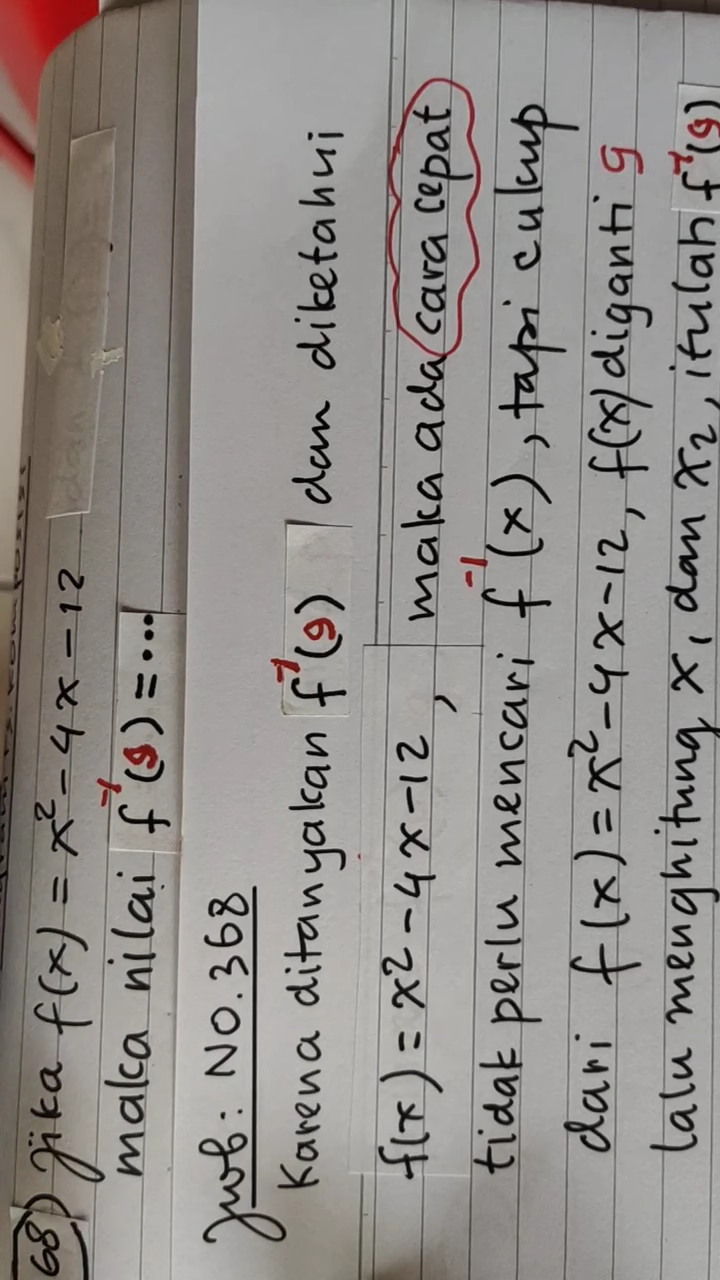 68) Jika f(x) = x² - 4x - 12
maka nilai f⁻¹(9) = ...
Jwb: NO. 368
Karena ditanyakan f⁻¹(9) dan diketahui
f(x) = x² - 4x - 12, maka ada cara cepat
tidak perlu mencari f⁻¹(x), tapi cukup
dari f(x) = x² - 4x - 12, f(x) diganti 9
lalu menghitung x₁ dan x₂, itulah f⁻¹(9)